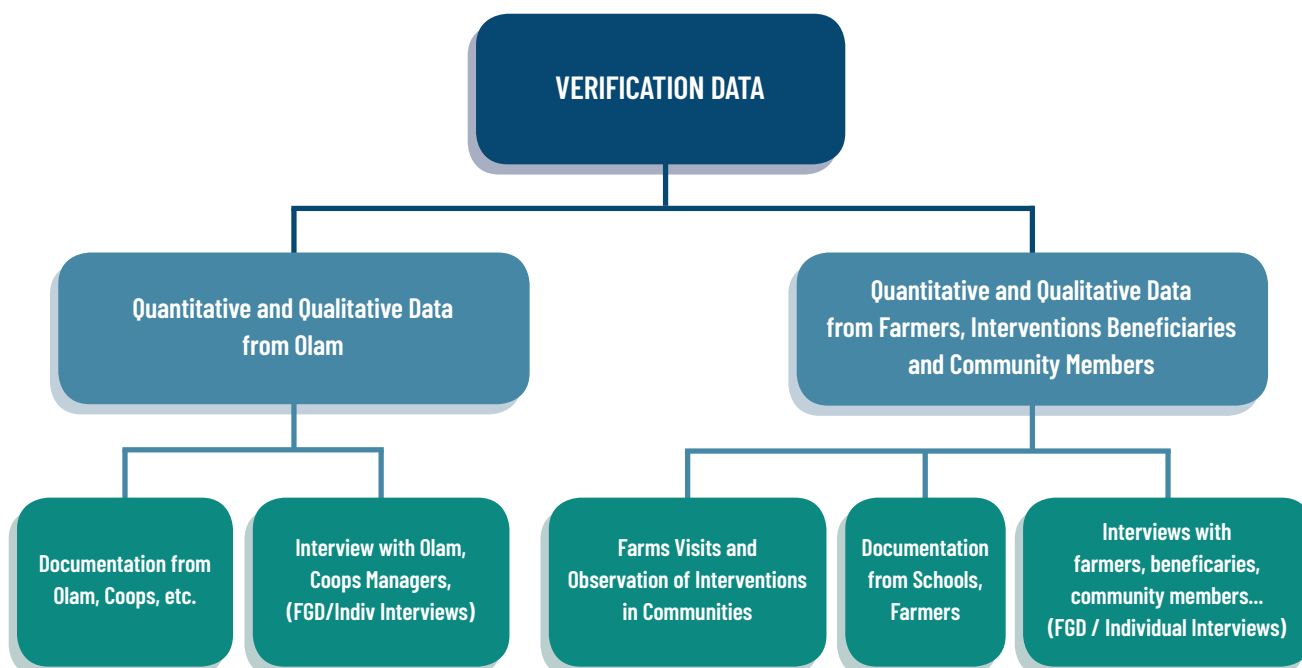 VERIFICATION DATA
Quantitative and Qualitative Data
from Olam
Quantitative and Qualitative Data
from Farmers, Interventions Beneficiaries
and Community Members
Documentation from
Olam, Coops, etc.
Interview with Olam,
Coops Managers,
(FGD/Indiv Interviews)
Farms Visits and
Observation of Interventions
in Communities
Documentation
from Schools,
Farmers
Interviews with
farmers, beneficaries,
community members...
(FGD / Individual Interviews)